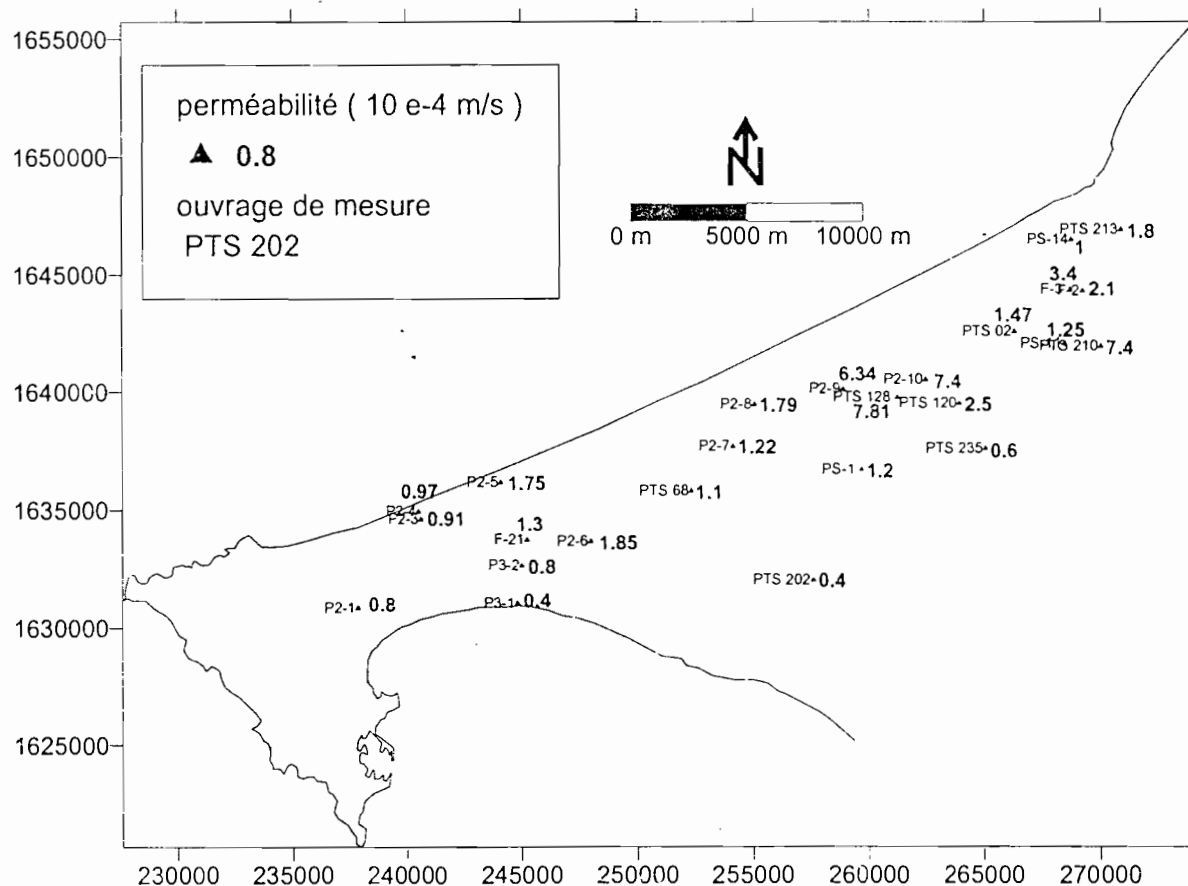 1655000
1650000
1645000
1640000
1635000
1630000
1625000
perméabilité ( 10 e-4 m/s )
0.8
ouvrage de mesure
PTS 202
N
0 m 5000 m 10000 m
PTS 213 1.8
PS-14 1
3.4
F-3 F-2 2.1
1.47
PTS 02
1.25
PTS 210 7.4
6.34
P2-9
P2-10 7.4
PTS 128
7.81
PTS 120 2.5
P2-8 1.79
P2-7 1.22
PTS 235 0.6
PS-1 1.2
PTS 68 1.1
P2-5 1.75
0.97
P2-4
P2-3 0.91
1.3
F-21
P2-6 1.85
P3-2 0.8
PTS 202 0.4
P2-1 0.8
P3-1 0.4
230000 235000 240000 245000 250000 255000 260000 265000 270000